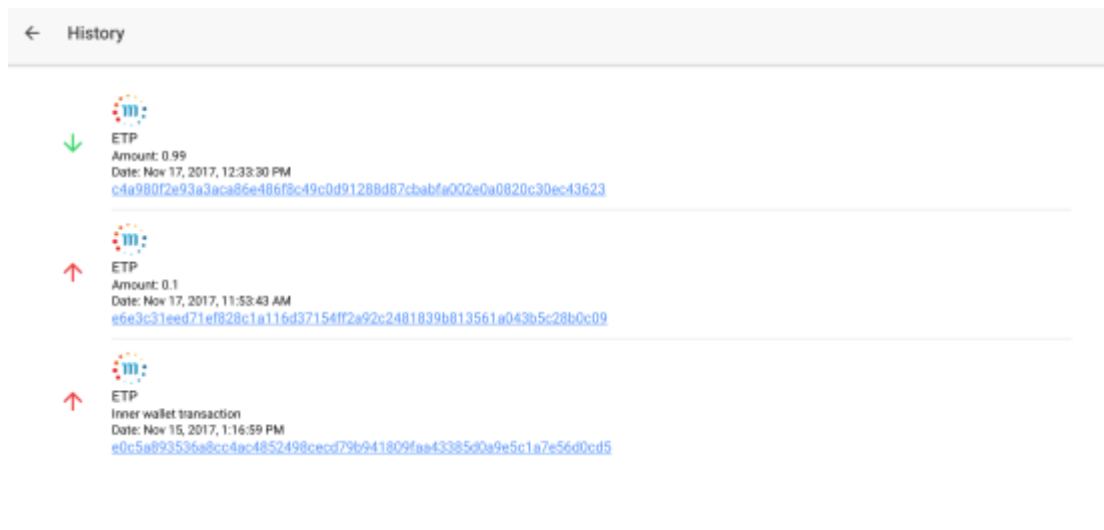 History
m
ETP
Amount: 0.99
Date: Nov 17, 2017, 12:33:30 PM
c4a980f2e93a3aca86e486f8c49c0d91288d87cbabfa002e0a0820c30ec43623
m
ETP
Amount: 0.1
Date: Nov 17, 2017, 11:53:43 AM
e6e3c31eed71ef828c1a116d37154ff2a92c2481839b813561a043b5c28b0c09
m
ETP
Inner wallet transaction
Date: Nov 15, 2017, 1:16:59 PM
e0c5a893536a8cc4ac4852498cecd79b941809faa43385d0a9e5c1a7e56d0cd5